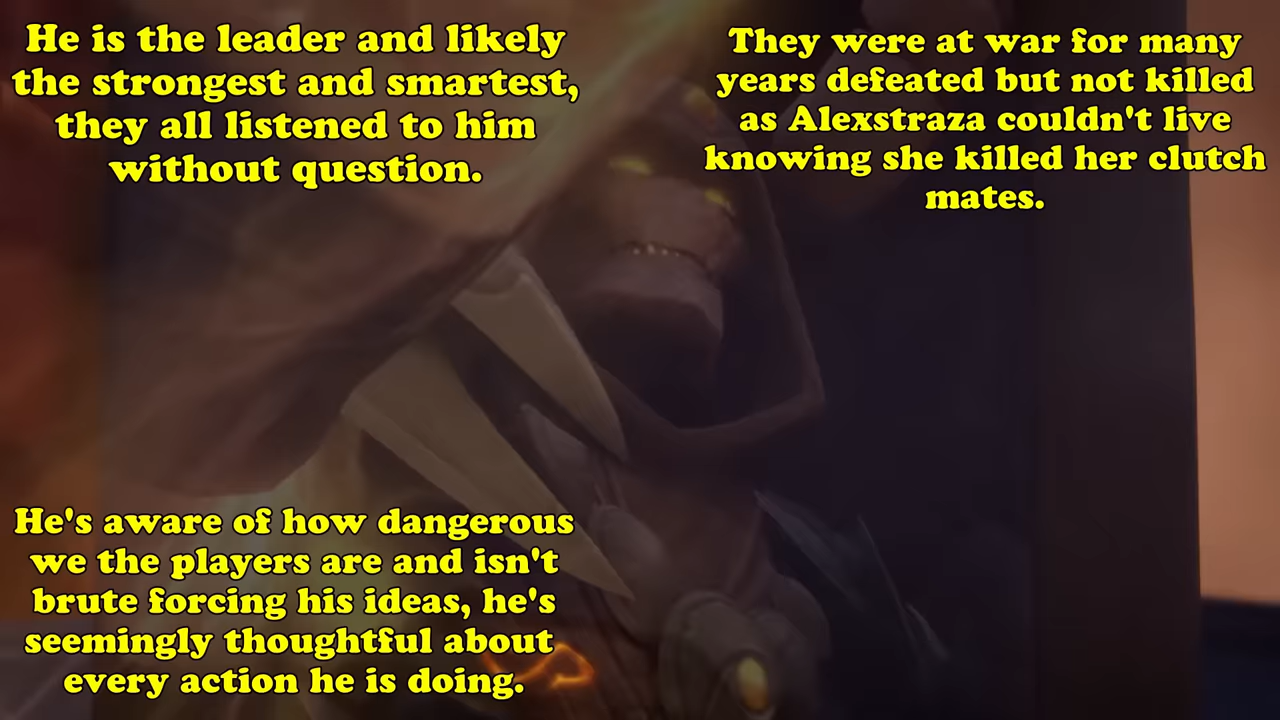 He is the leader and likely
the strongest and smartest,
they all listened to him
without question.
They were at war for many
years defeated but not killed
as Alexstraza couldn't live
knowing she killed her clutch
mates.
He's aware of how dangerous
we the players are and isn't
brute forcing his ideas, he's
seemingly thoughtful about
every action he is doing.